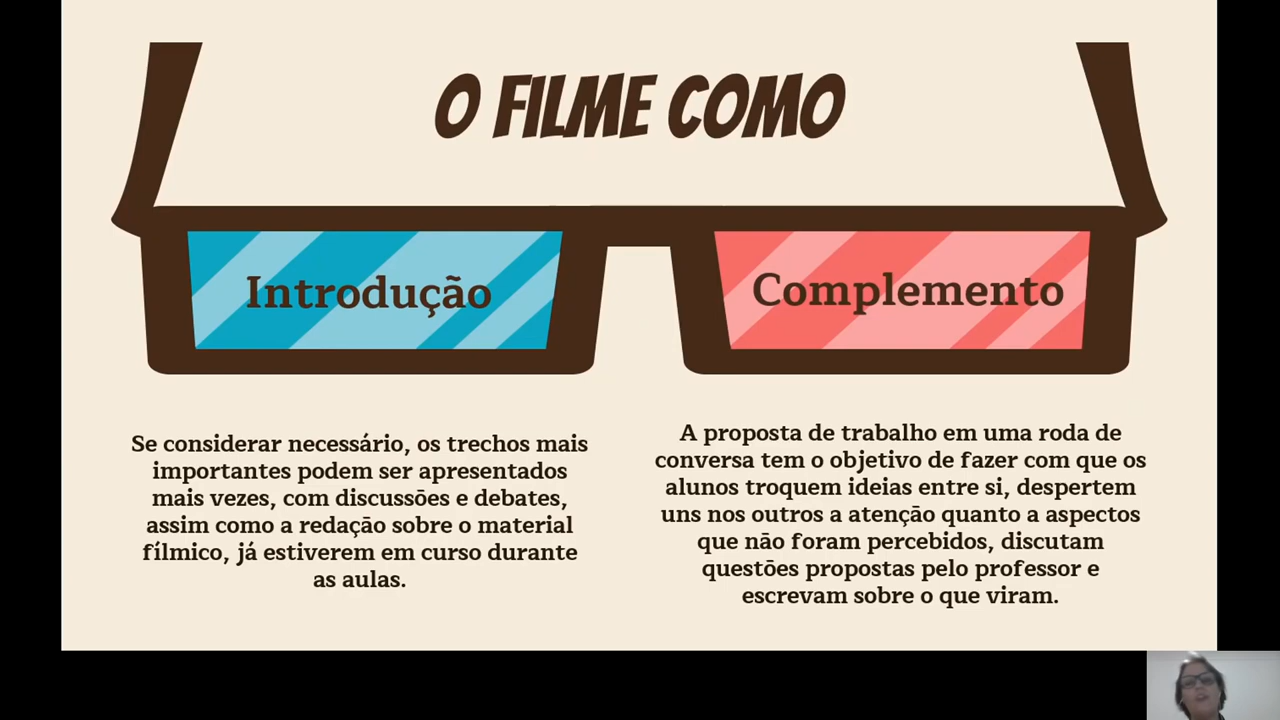 O FILME COMO
Introdução
Complemento
Se considerar necessário, os trechos mais
importantes podem ser apresentados
mais vezes, com discussões e debates,
assim como a redação sobre o material
fílmico, já estiverem em curso durante
as aulas.
A proposta de trabalho em uma roda de
conversa tem o objetivo de fazer com que os
alunos troquem ideias entre si, despertem
uns nos outros a atenção quanto a aspectos
que não foram percebidos, discutam
questões propostas pelo professor e
escrevam sobre o que viram.